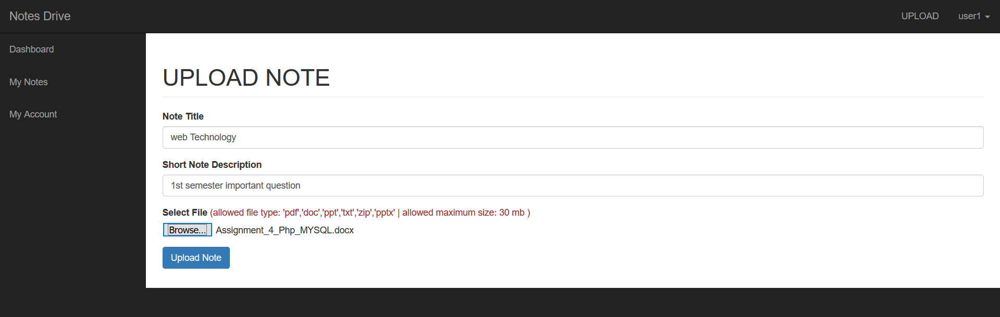 Notes Drive
UPLOAD
user1
Dashboard
My Notes
My Account
UPLOAD NOTE
Note Title
web Technology
Short Note Description
1st semester important question
Select File (allowed file type: 'pdf','doc','ppt','txt','zip','pptx' | allowed maximum size: 30 mb )
Browse... Assignment_4_Php_MYSQL.docx
Upload Note